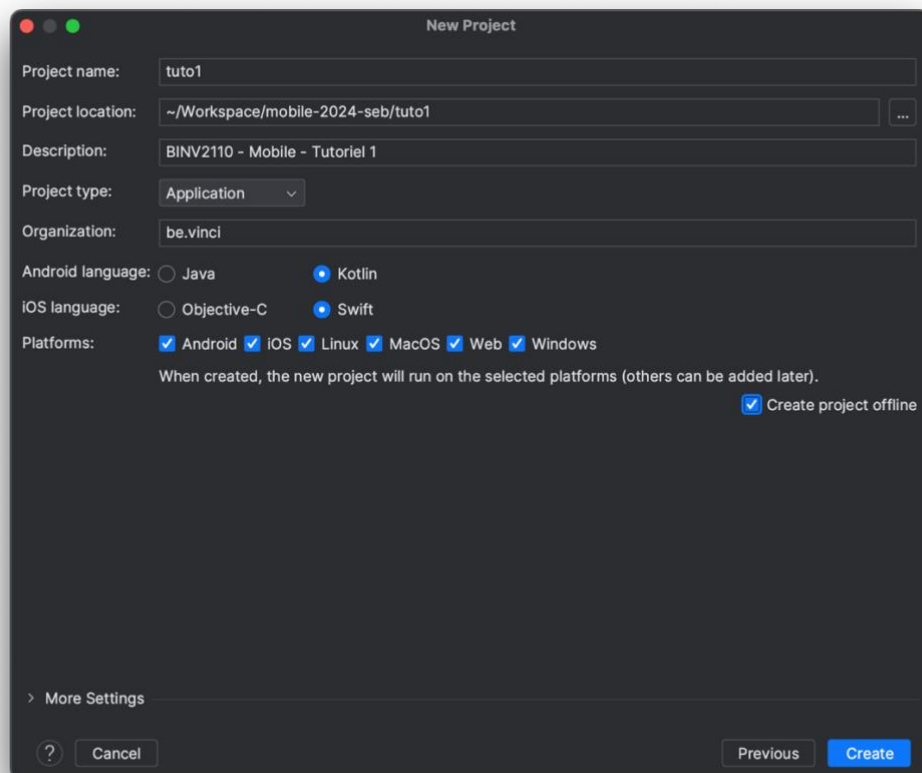 New Project
Project name: tuto1
Project location: ~/Workspace/mobile-2024-seb/tuto1 ...
Description: BINV2110 - Mobile - Tutoriel 1
Project type: Application
Organization: be.vinci
Android language: Java Kotlin
iOS language: Objective-C Swift
Platforms: Android iOS Linux MacOS Web Windows
When created, the new project will run on the selected platforms (others can be added later).
Create project offline
> More Settings
? Cancel Previous Create